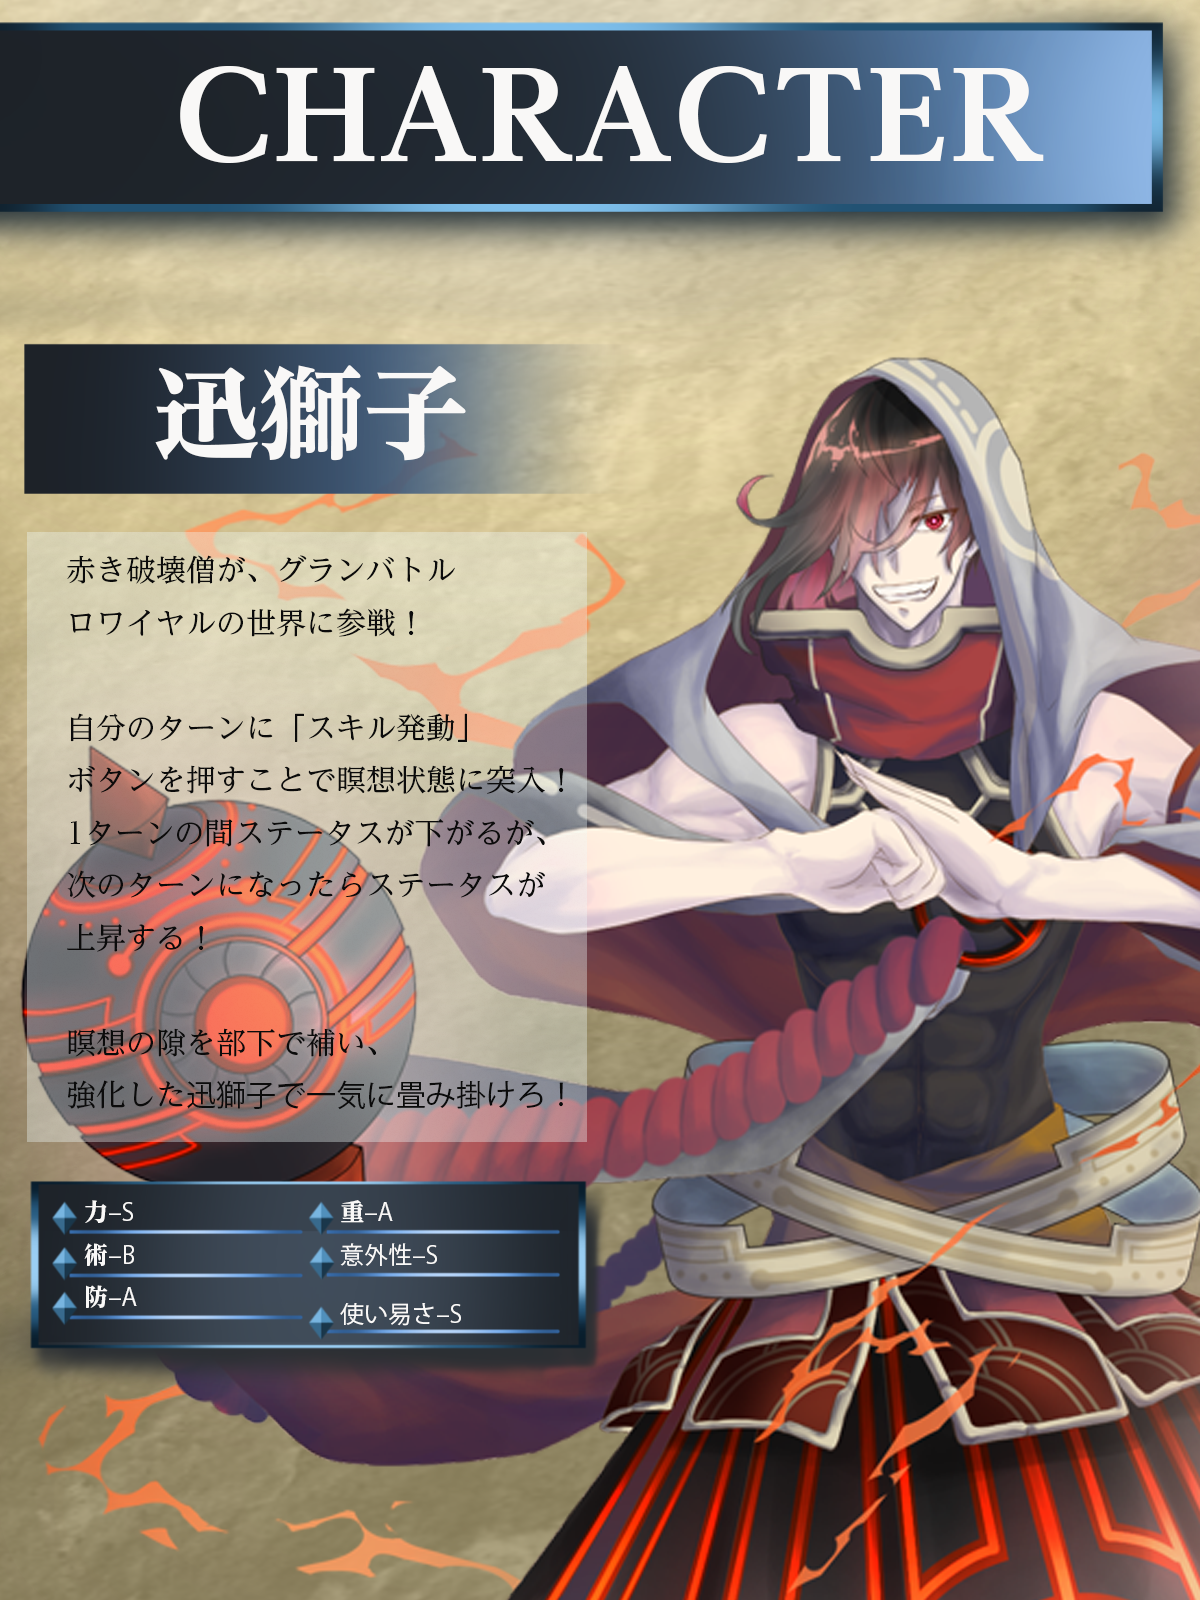 CHARACTER
迅獅子
赤き破壊僧が、グランバトル
ロワイヤルの世界に参戦！
自分のターンに「スキル発動」
ボタンを押すことで瞑想状態に突入！
1ターンの間ステータスが下がるが、
次のターンになったらステータスが
上昇する！
瞑想の隙を部下で補い、
強化した迅獅子で一気に畳み掛けろ！
力–S
術–B
防–A
重–A
意外性–S
使い易さ–S